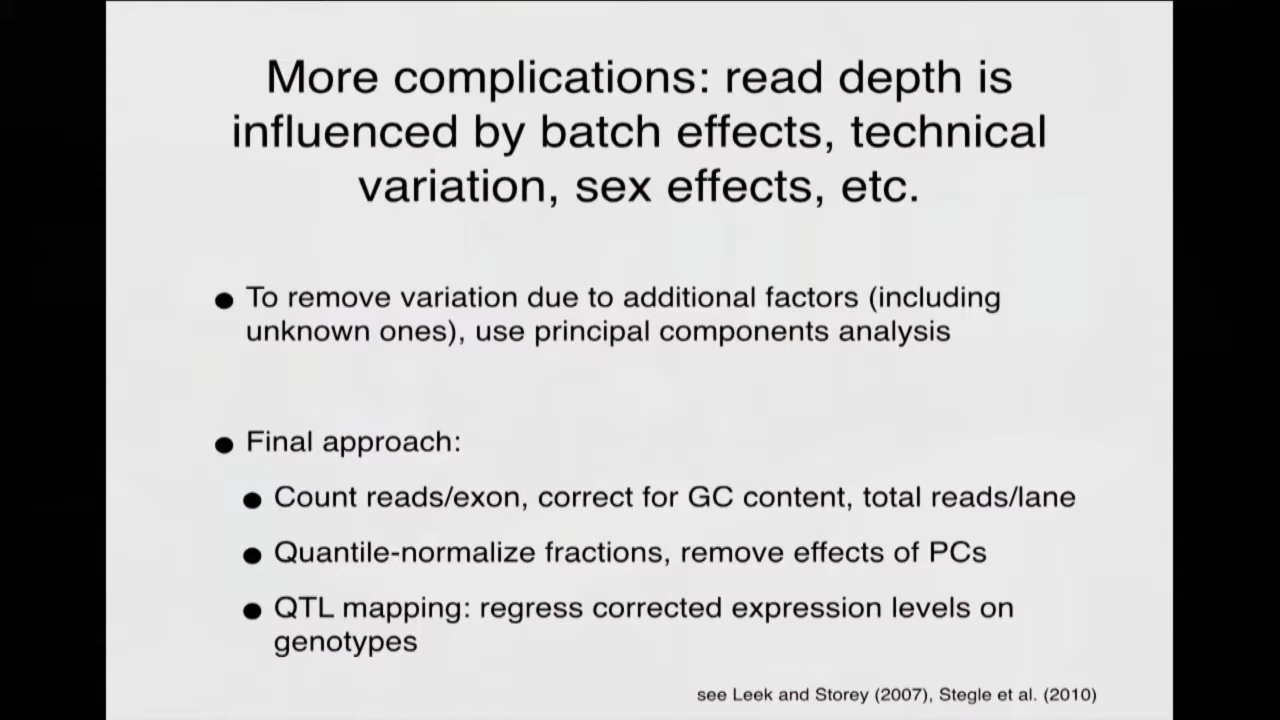 More complications: read depth is
influenced by batch effects, technical
variation, sex effects, etc.
● To remove variation due to additional factors (including
unknown ones), use principal components analysis
● Final approach:
● Count reads/exon, correct for GC content, total reads/lane
● Quantile-normalize fractions, remove effects of PCs
● QTL mapping: regress corrected expression levels on
genotypes
see Leek and Storey (2007), Stegle et al. (2010)